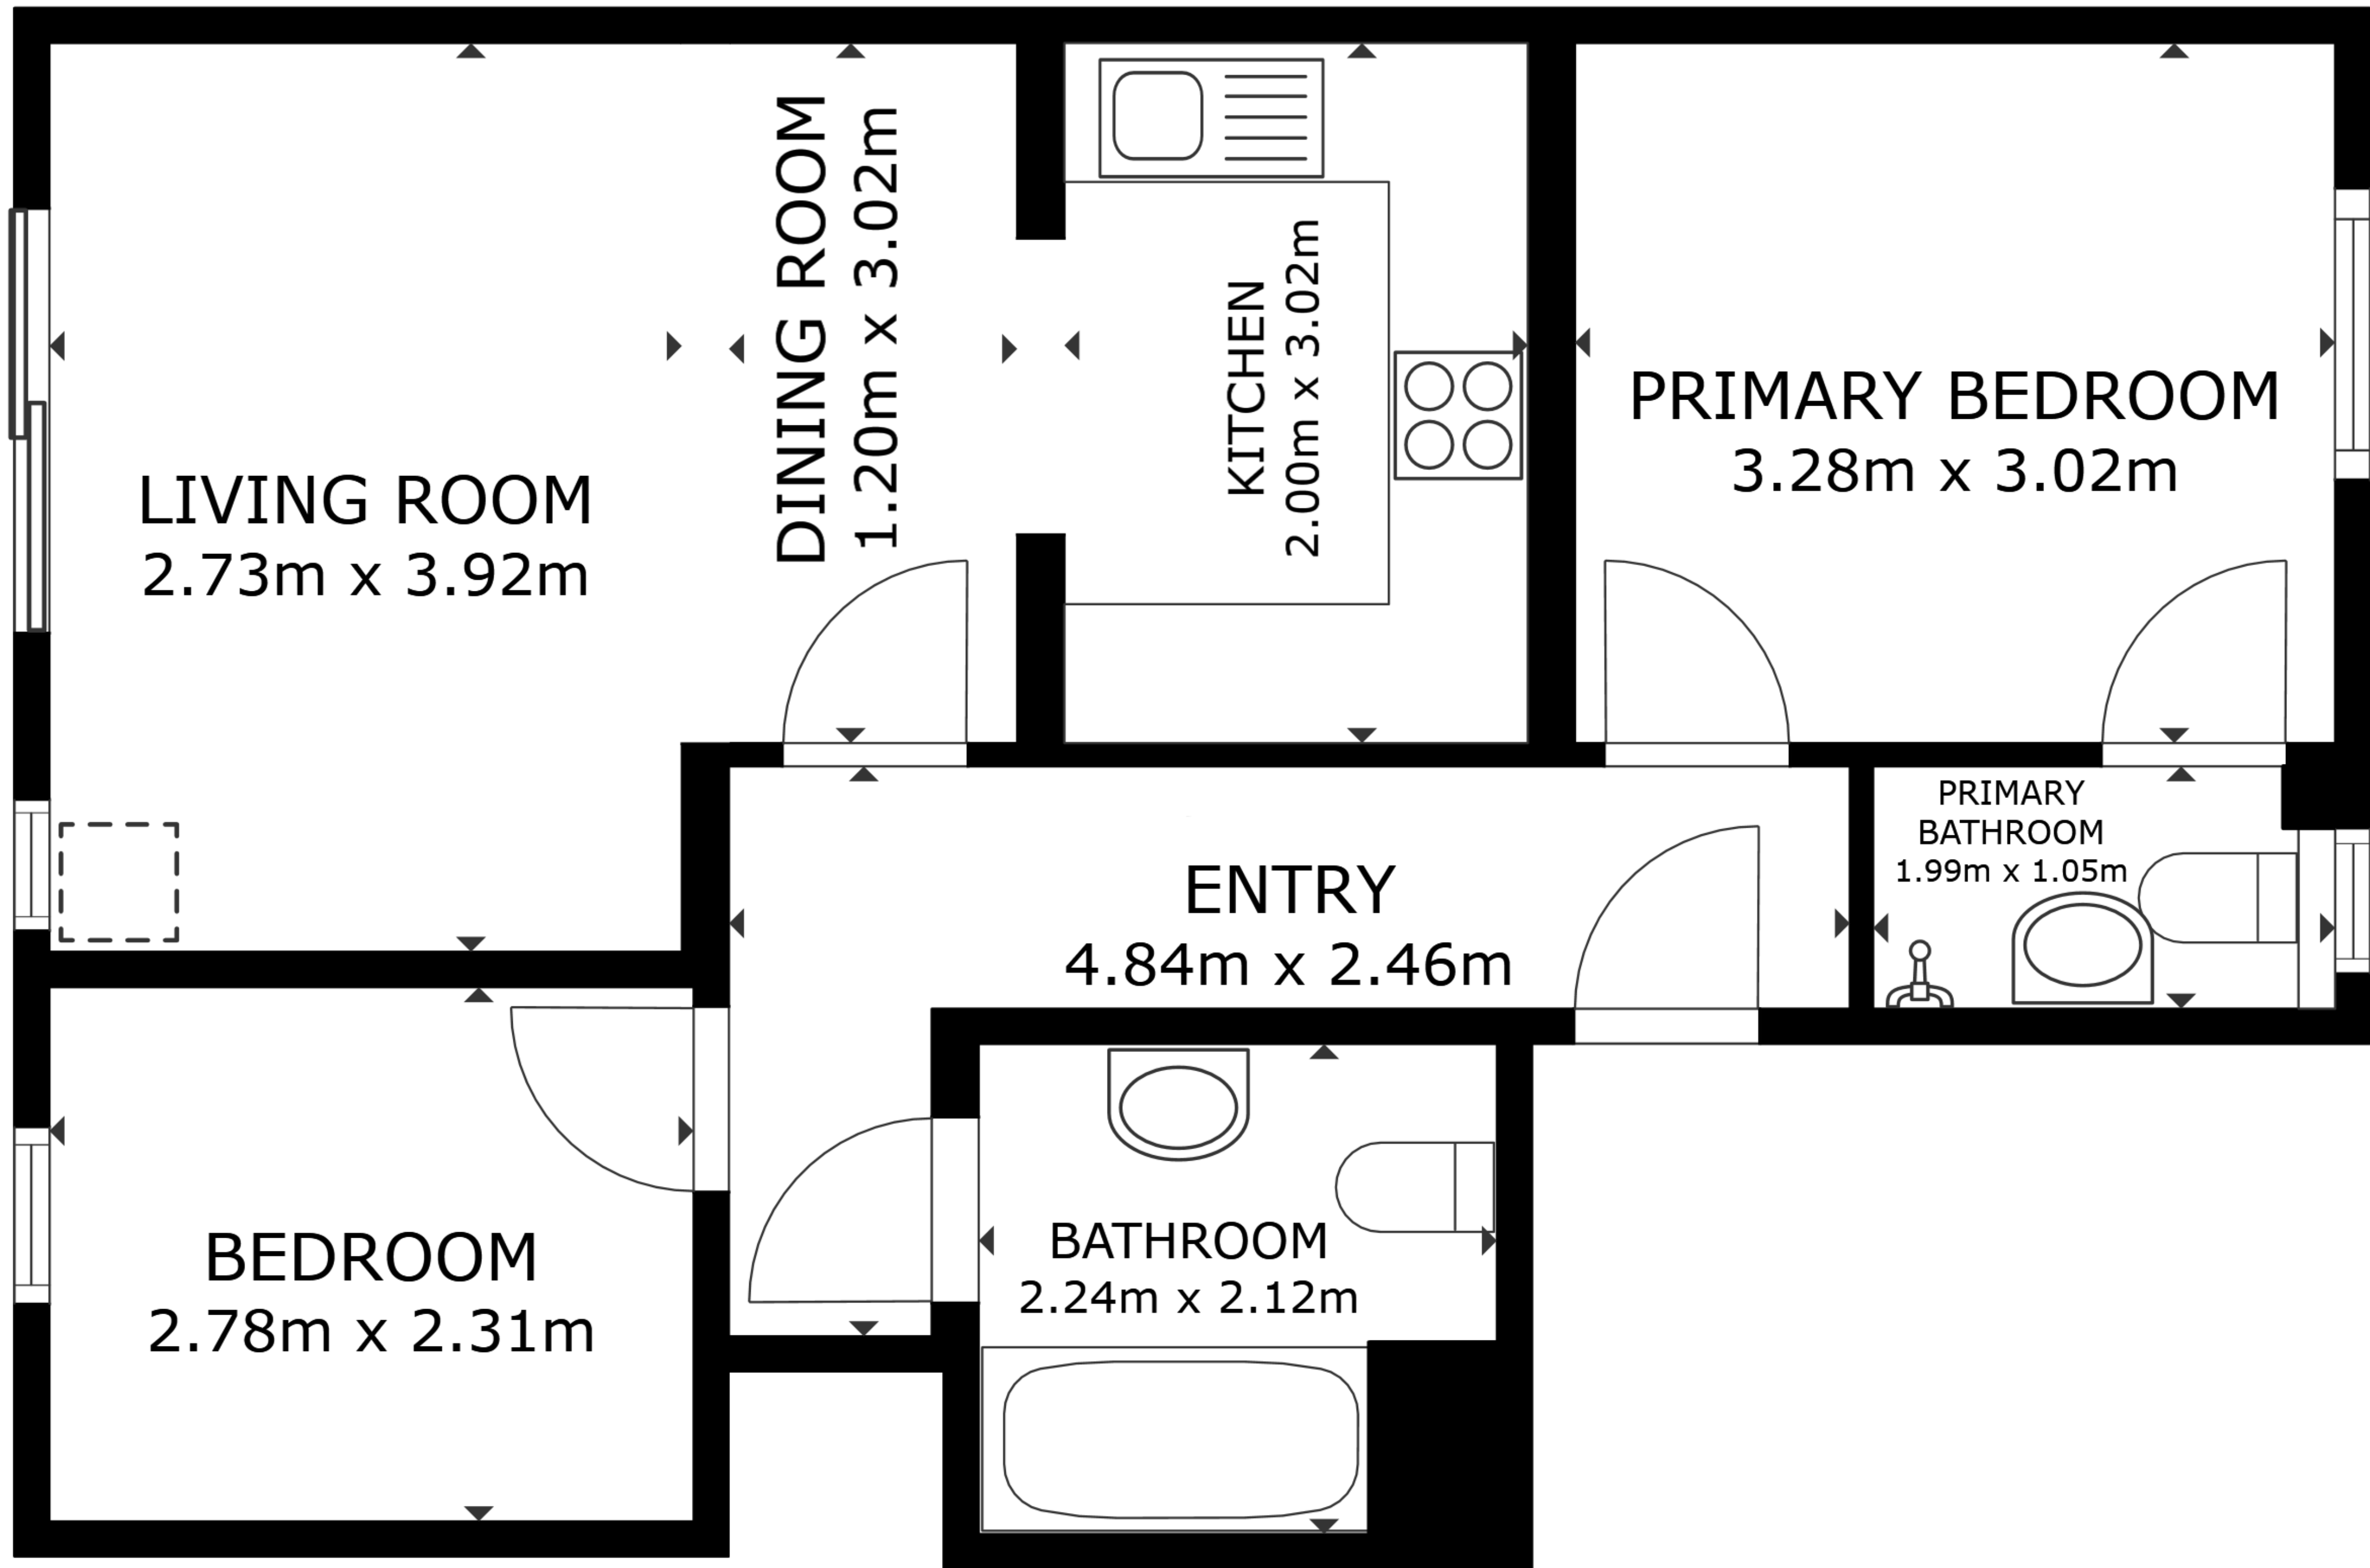 LIVING ROOM
2.73m x 3.92m
DINING ROOM
1.20m x 3.02m
KITCHEN
2.00m x 3.02m
PRIMARY BEDROOM
3.28m x 3.02m
PRIMARY
BATHROOM
1.99m x 1.05m
ENTRY
4.84m x 2.46m
BEDROOM
2.78m x 2.31m
BATHROOM
2.24m x 2.12m